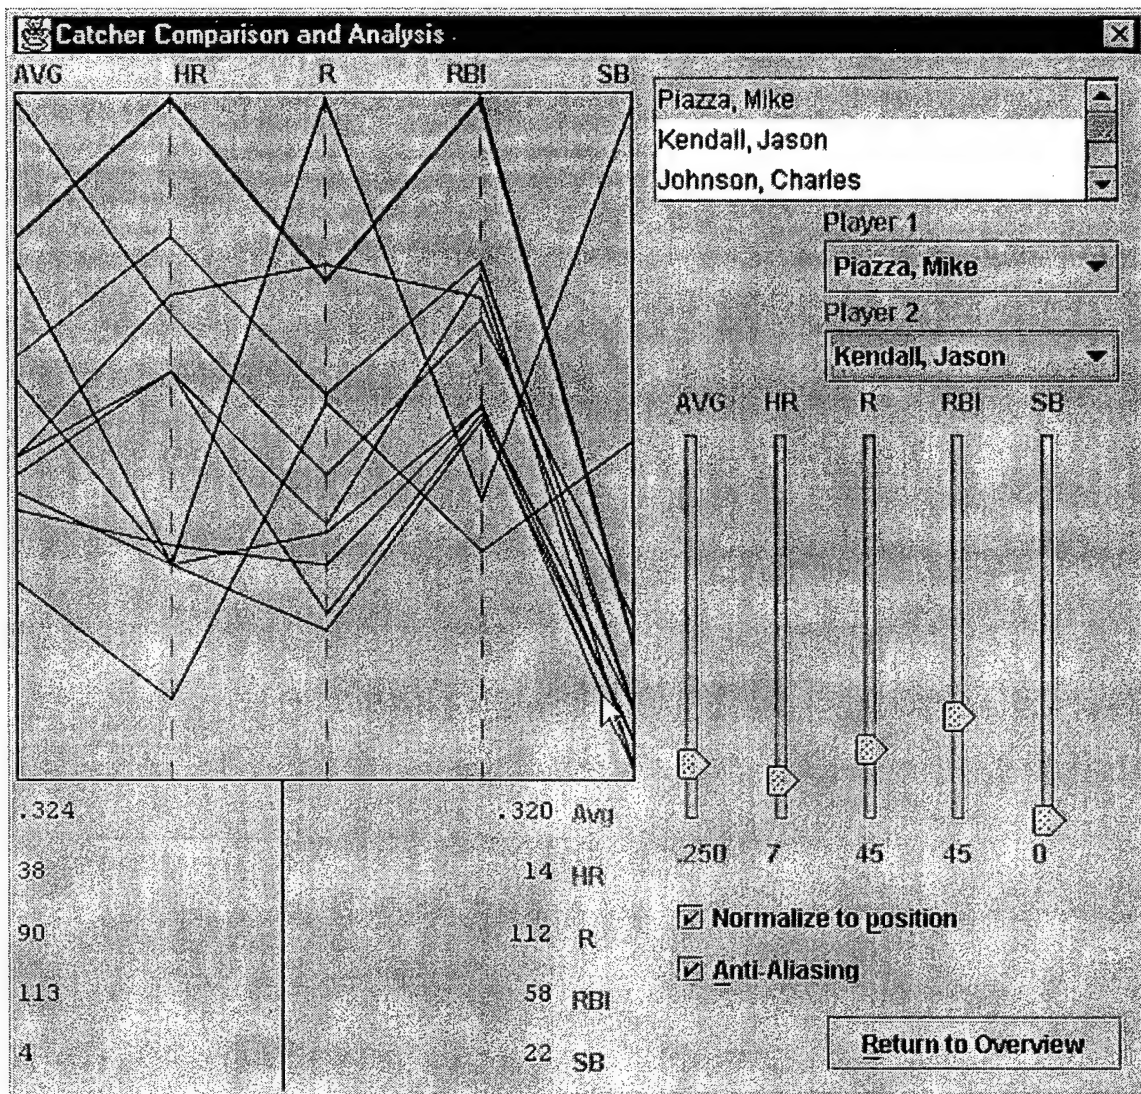 Catcher Comparison and Analysis
AVG HR R RBI SB
Piazza, Mike
Kendall, Jason
Johnson, Charles
Player 1
Piazza, Mike
Player 2
Kendall, Jason
AVG HR R RBI SB
.250 7 45 45 0
.324 .320 Avg
38 14 HR
90 112 R
113 58 RBI
4 22 SB
Normalize to position
Anti-Aliasing
Return to Overview